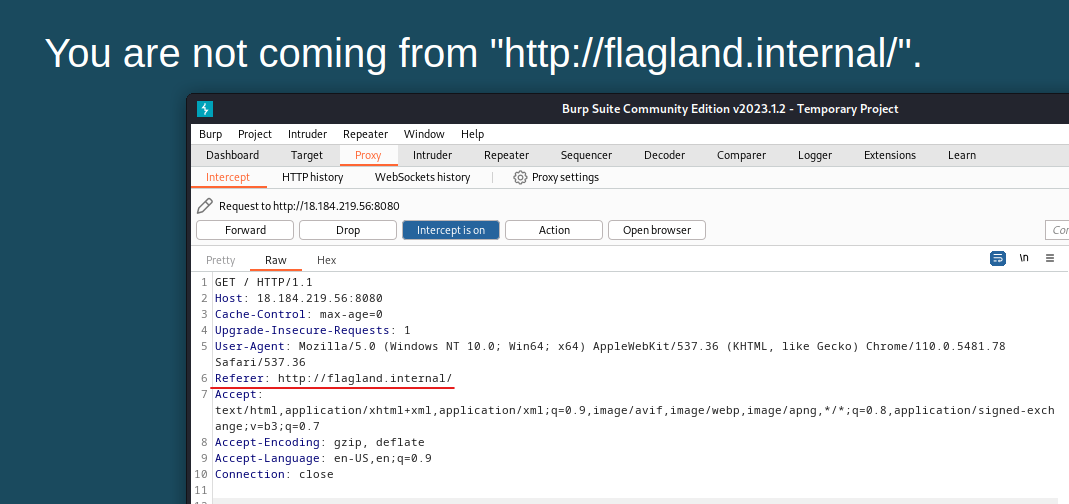 You are not coming from "http://flagland.internal/".
Burp Suite Community Edition v2023.1.2 - Temporary Project
Burp Project Intruder Repeater Window Help
Dashboard Target Proxy Intruder Repeater Sequencer Decoder Comparer Logger Extensions Learn
Intercept HTTP history WebSockets history Proxy settings
Request to http://18.184.219.56:8080
Forward Drop Intercept is on Action Open browser
Pretty Raw Hex \n
1 GET / HTTP/1.1
2 Host: 18.184.219.56:8080
3 Cache-Control: max-age=0
4 Upgrade-Insecure-Requests: 1
5 User-Agent: Mozilla/5.0 (Windows NT 10.0; Win64; x64) AppleWebKit/537.36 (KHTML, like Gecko) Chrome/110.0.5481.78
Safari/537.36
6 Referer: http://flagland.internal/
7 Accept:
text/html,application/xhtml+xml,application/xml;q=0.9,image/avif,image/webp,image/apng,*/*;q=0.8,application/signed-exch
ange;v=b3;q=0.7
8 Accept-Encoding: gzip, deflate
9 Accept-Language: en-US,en;q=0.9
10 Connection: close
11